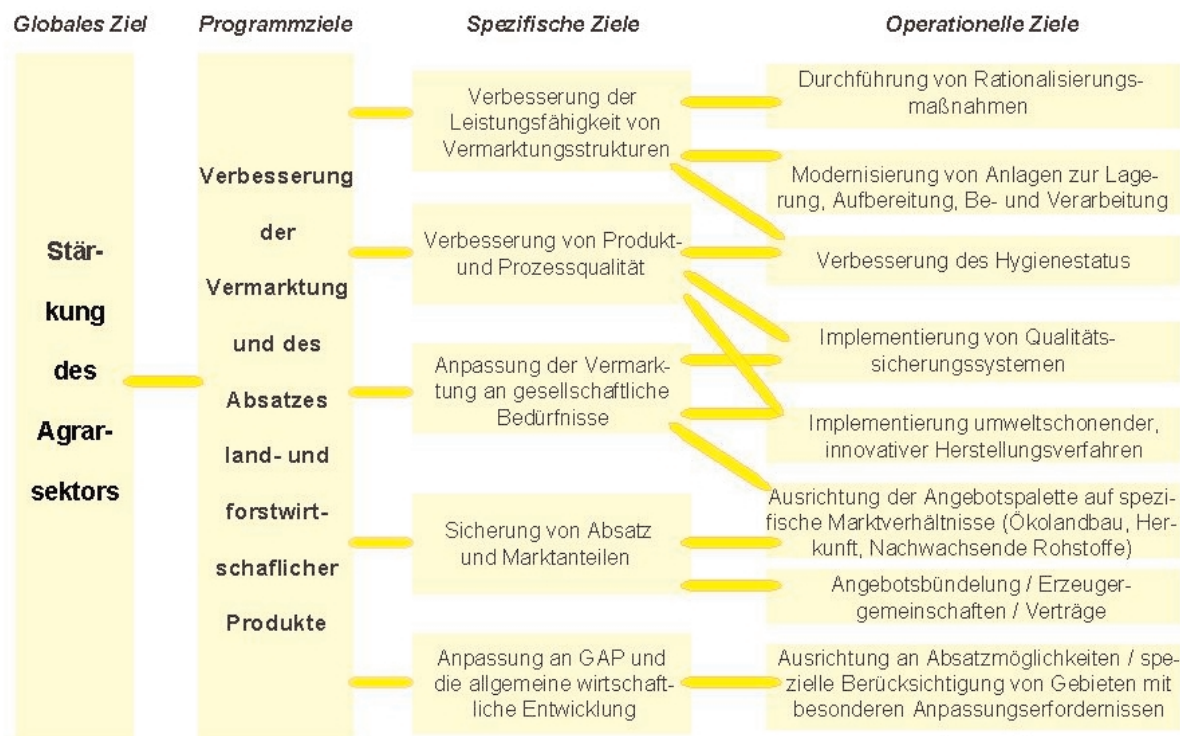 Globales Ziel
Programmziele
Spezifische Ziele
Operationelle Ziele
Stär-
kung
des
Agrar-
sektors
Verbesserung
der
Vermarktung
und des
Absatzes
land- und
forstwirt-
schaflicher
Produkte
Verbesserung der
Leistungsfähigkeit von
Vermarktungsstrukturen
Verbesserung von Produkt-
und Prozessqualität
Anpassung der Vermark-
tung an gesellschaftliche
Bedürfnisse
Sicherung von Absatz
und Marktanteilen
Anpassung an GAP und
die allgemeine wirtschaft-
liche Entwicklung
Durchführung von Rationalisierungs-
maßnahmen
Modernisierung von Anlagen zur Lage-
rung, Aufbereitung, Be- und Verarbeitung
Verbesserung des Hygienestatus
Implementierung von Qualitäts-
sicherungssystemen
Implementierung umweltschonender,
innovativer Herstellungsverfahren
Ausrichtung der Angebotspalette auf spezi-
fische Marktverhältnisse (Ökolandbau, Her-
kunft, Nachwachsende Rohstoffe)
Angebotsbündelung / Erzeuger-
gemeinschaften / Verträge
Ausrichtung an Absatzmöglichkeiten / spe-
zielle Berücksichtigung von Gebieten mit
besonderen Anpassungserfordernissen